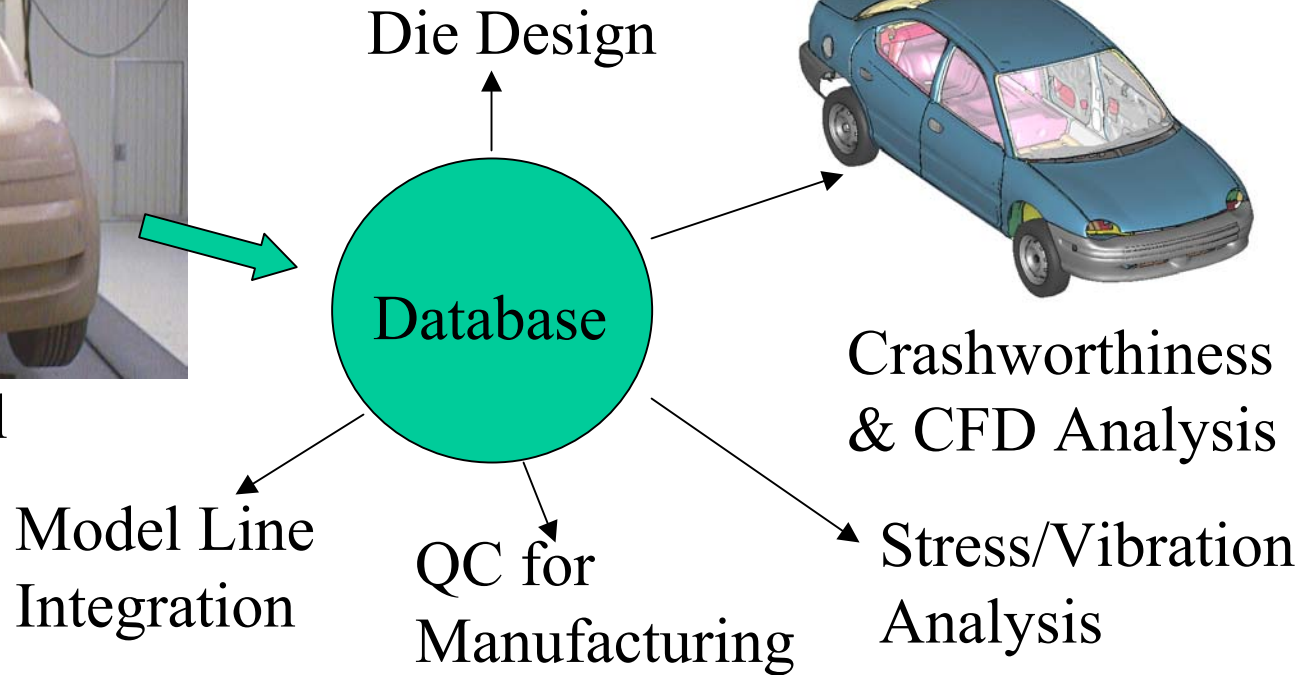 Die Design
Database
Crashworthiness
& CFD Analysis
Model Line
Integration
QC for
Manufacturing
Stress/Vibration
Analysis